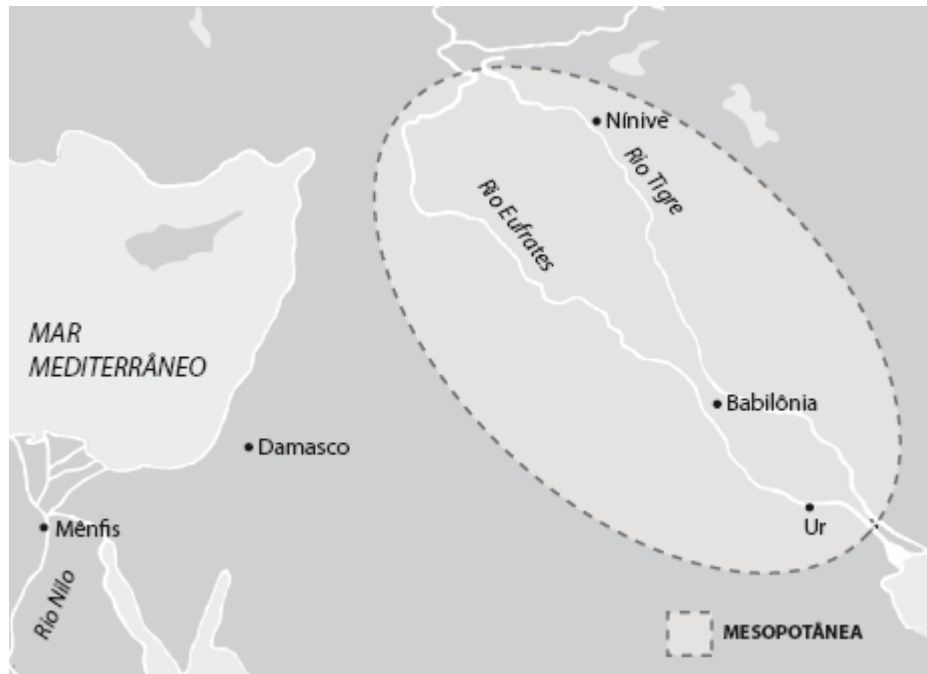 Nínive
Rio Tigre
Rio Eufrates
MAR
MEDITERRÂNEO
Babilônia
Damasco
Ur
Mênfis
Rio Nilo
MESOPOTÂNEA